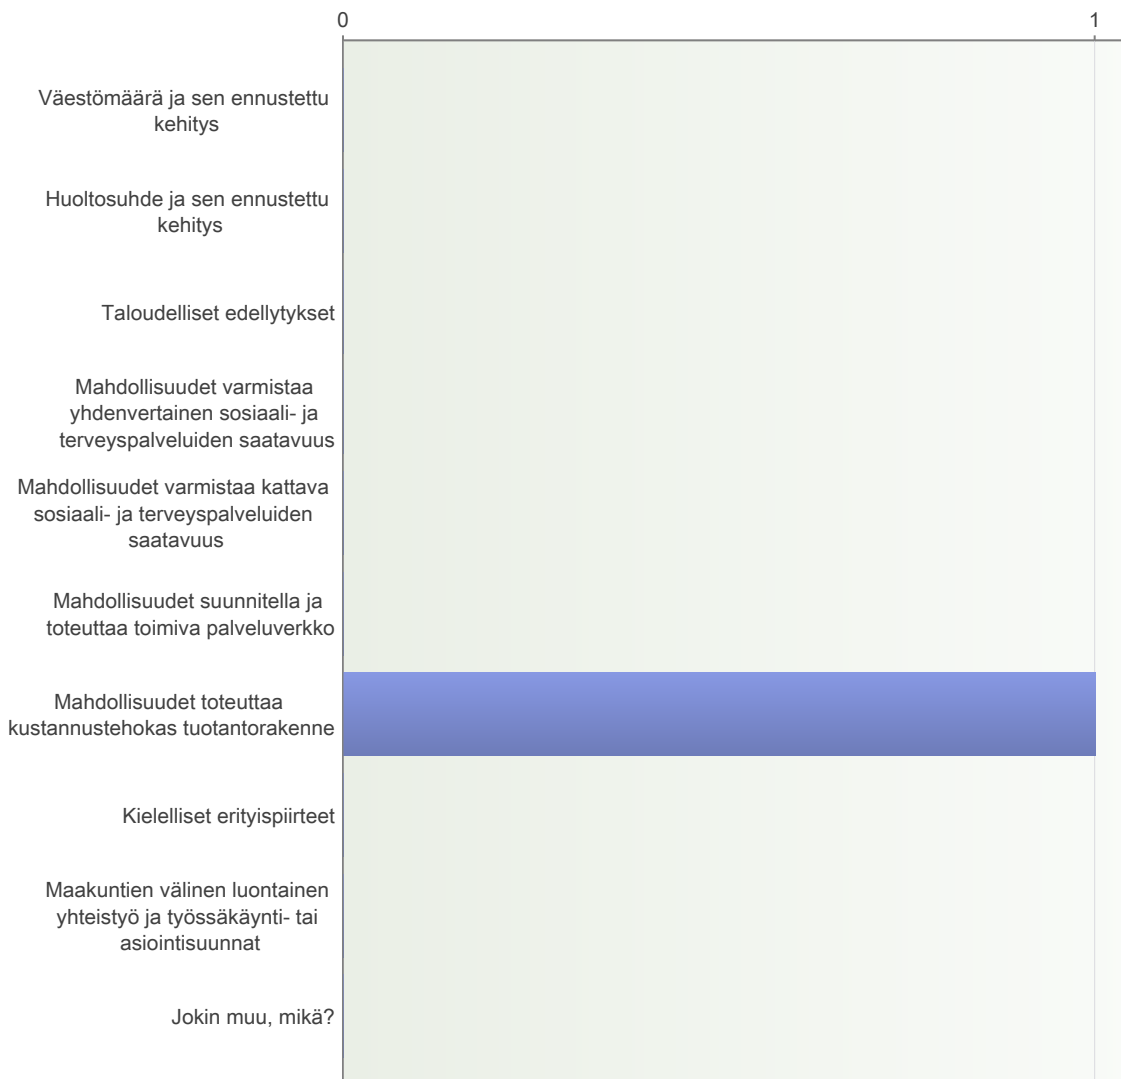 0 1
Väestömäärä ja sen ennustettu
kehitys
Huoltosuhde ja sen ennustettu
kehitys
Taloudelliset edellytykset
Mahdollisuudet varmistaa
yhdenvertainen sosiaali- ja
terveyspalveluiden saatavuus
Mahdollisuudet varmistaa kattava
sosiaali- ja terveyspalveluiden
saatavuus
Mahdollisuudet suunnitella ja
toteuttaa toimiva palveluverkko
Mahdollisuudet toteuttaa
kustannustehokas tuotantorakenne
Kielelliset erityispiirteet
Maakuntien välinen luontainen
yhteistyö ja työssäkäynti- tai
asiointisuunnat
Jokin muu, mikä?